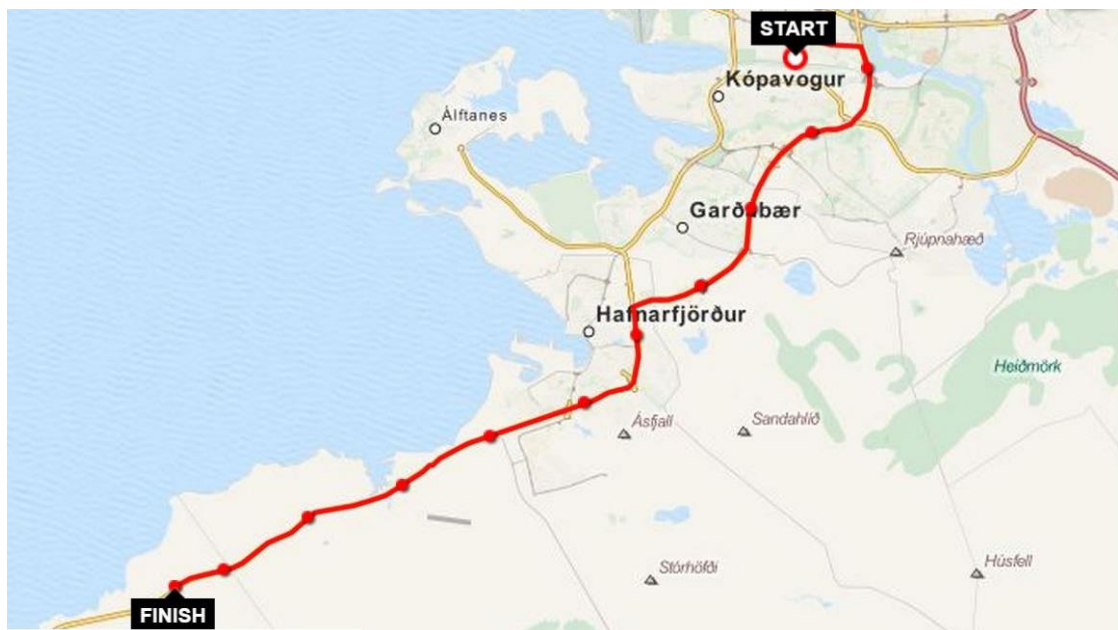 START
Kópavogur
Álftanes
Garðabær
Rjúpnahæð
Hafnarfjörður
Heiðmörk
Ásfjall
Sandahlíð
Stórhöfði
Húsfell
FINISH